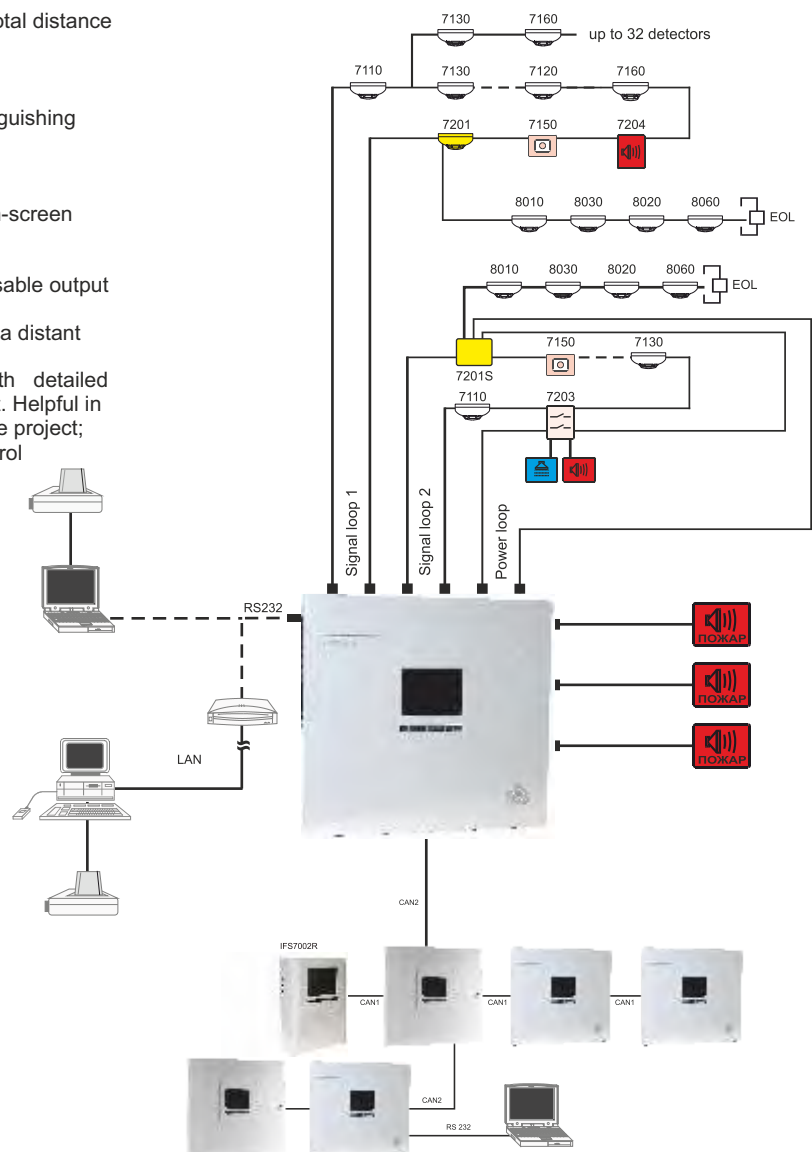 otal distance
guishing
n-screen
sable output
a distant
th detailed
. Helpful in
e project;
rol
7130 7160
up to 32 detectors
7110 7130 7120 7160
7201 7150 7204
8010 8030 8020 8060
EOL
8010 8030 8020 8060
EOL
7201S
7150 7130
7110 7203
Signal loop 1
Signal loop 2
Power loop
RS232
LAN
ПОЖАР
ПОЖАР
ПОЖАР
CAN2
IFS7002R
CAN1
CAN1
CAN1
CAN2
RS 232